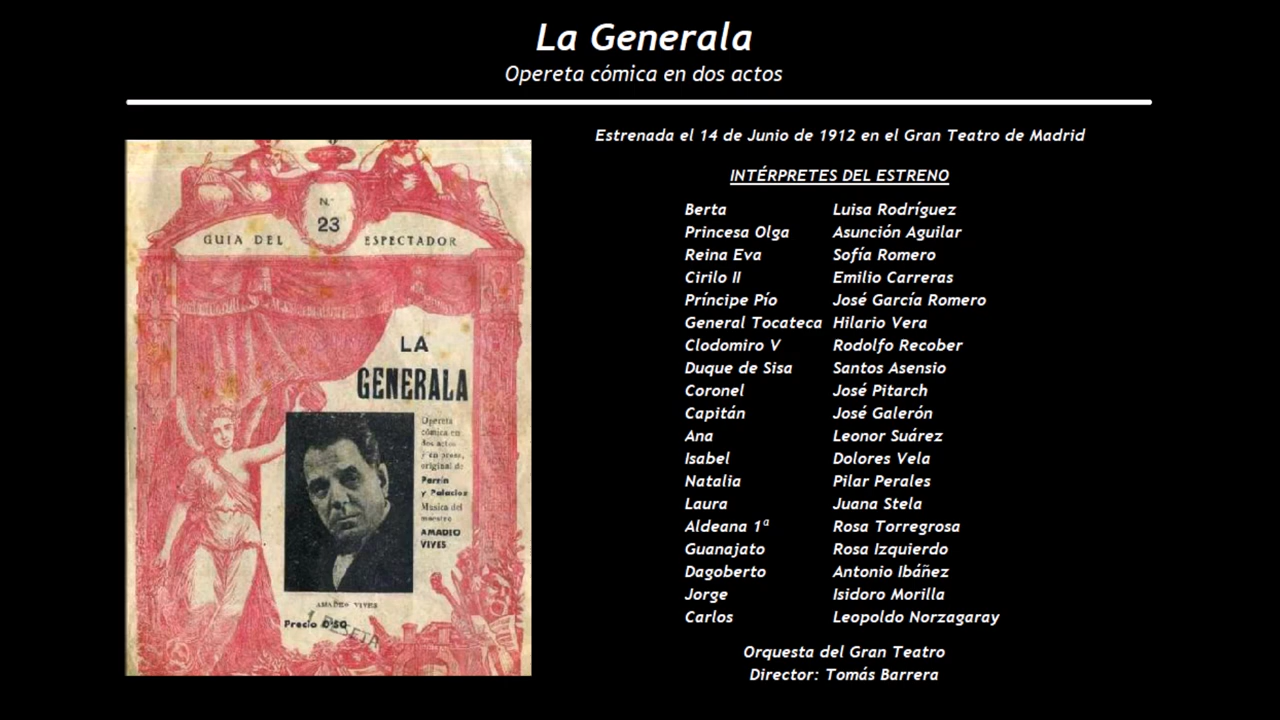 La Generala
Opereta cómica en dos actos
Estrenada el 14 de Junio de 1912 en el Gran Teatro de Madrid
INTÉRPRETES DEL ESTRENO
Berta Luisa Rodríguez
Princesa Olga Asunción Aguilar
Reina Eva Sofía Romero
Cirilo II Emilio Carreras
Príncipe Pío José García Romero
General Tocateca Hilario Vera
Clodomiro V Rodolfo Recober
Duque de Sisa Santos Asensio
Coronel José Pitarch
Capitán José Galerón
Ana Leonor Suárez
Isabel Dolores Vela
Natalia Pilar Perales
Laura Juana Stela
Aldeana 1ª Rosa Torregrosa
Guanajato Rosa Izquierdo
Dagoberto Antonio Ibáñez
Jorge Isidoro Morilla
Carlos Leopoldo Norzagaray
Orquesta del Gran Teatro
Director: Tomás Barrera
N.º
23
GUIA DEL ESPECTADOR
LA
GENERALA
Opereta
cómica en
dos actos
y en prosa,
original de
Perrín
y Palacios
Música del
maestro
AMADEO
VIVES
AMADEO VIVES
Precio 0'50
1 PESETA